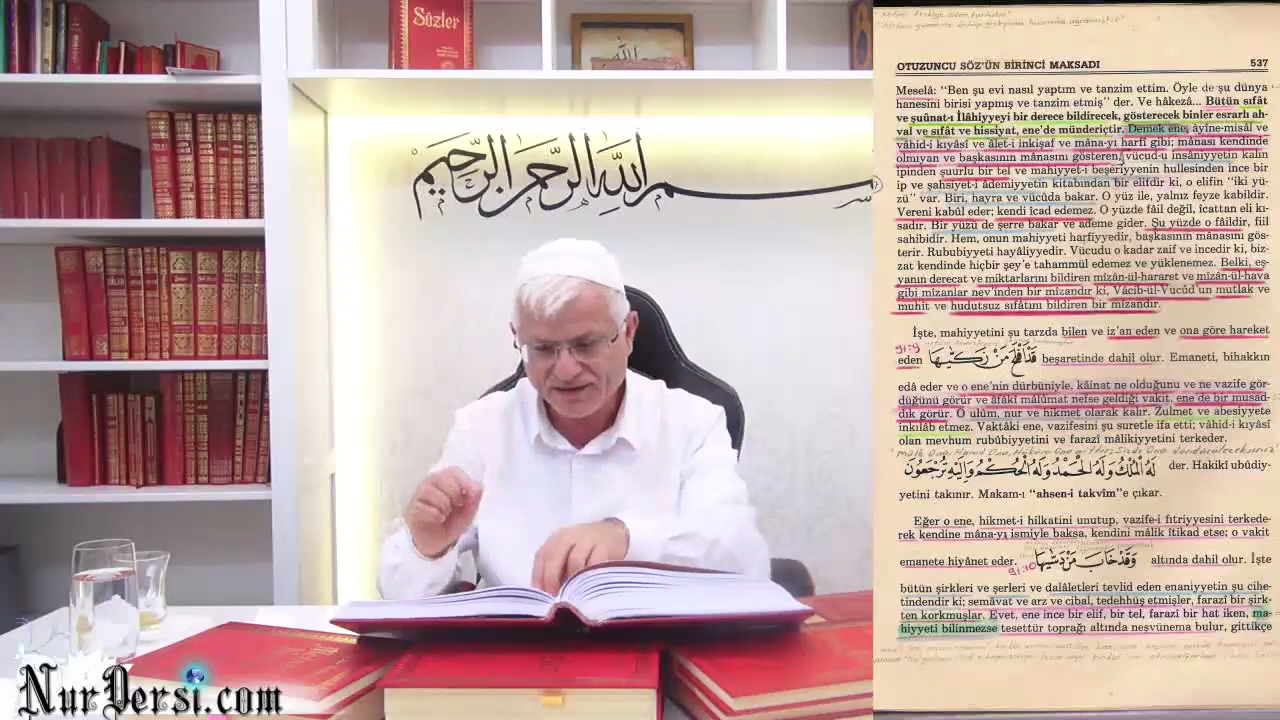 Sözler
بسم الله الرحمن الرحيم
NurDersi.com
OTUZUNCU SÖZ'ÜN BİRİNCİ MAKSADI 537
Meselâ: "Ben şu evi nasıl yaptım ve tanzim ettim. Öyle de şu dünya
hanesini birisi yapmış ve tanzim etmiş" der. Ve hâkezâ... Bütün sıfât
ve şuûnat-ı İlâhiyyeyi bir derece bildirecek, gösterecek binler esrarlı ah-
val ve sıfât ve hissiyat, ene'de münderiçtir. Demek ene, âyine-misâl ve
vâhid-i kıyâsî ve âlet-i inkişaf ve mâna-yı harfî gibi; mânası kendinde
olmıyan ve başkasının mânasını gösteren, vücud-u insâniyyetin kalın
ipinden şuurlu bir tel ve mahiyyet-i beşeriyyenin hullesinden ince bir
ip ve şahsıyet-i âdemiyyetin kitabından bir elifdir ki, o elifin "iki yü-
zü" var. Biri, hayra ve vücûda bakar. O yüz ile, yalnız feyze kabildir.
Vereni kabûl eder; kendi îcad edemez. O yüzde fâil değil, icattan eli kı-
sadır. Bir yüzü de şerre bakar ve ademe gider. Şu yüzde o fâildir, fiil
sahibidir. Hem, onun mahiyyeti harfiyyedir, başkasının mânasını gös-
terir. Rububiyyeti hayâliyyedir. Vücudu o kadar zaif ve incedir ki, biz-
zat kendinde hiçbir şey'e tahammül edemez ve yüklenemez. Belki, eş-
yanın derecat ve miktarlarını bildiren mîzân-ül-hararet ve mîzân-ül-hava
gibi mîzanlar nev'inden bir mîzandır ki, Vâcib-ül-Vücûd'un mutlak ve
muhit ve hudutsuz sıfâtını bildiren bir mîzandır.
İşte, mahiyyetini şu tarzda bilen ve iz'an eden ve ona göre hareket
91:9
eden قَدْ اَفْلَحَ مَنْ زَكّٰيهَا beşaretinde dahil olur. Emaneti, bihakkın
edâ eder ve o ene'nin dürbüniyle, kâinat ne olduğunu ve ne vazife gör-
düğünü görür ve âfâkî mâlûmat nefse geldiği vakit, ene'de bir musad-
dık görür. O ulûm, nur ve hikmet olarak kalır. Zulmet ve abesiyyete
inkılâb etmez. Vaktâki ene, vazifesini şu suretle ifa etti; vâhid-i kıyâsî
olan mevhum rubûbiyyetini ve farazî mâlikiyyetini terkeder.
لَهُ الْمُلْكُ وَلَهُ الْحَمْدُ وَلَهُ الْحُكْمُ وَاِلَيْهِ تُرْجَعُونَ der. Hakikî ubûdiy-
yetini takınır. Makam-ı "ahsen-i takvîm"e çıkar.
Eğer o ene, hikmet-i hilkatini unutup, vazife-i fıtriyyesini terkede-
rek kendine mâna-yı ismiyle baksa, kendini mâlik îtikad etse; o vakit
emanete hiyânet eder. وَقَدْ خَابَ مَنْ دَسّٰيهَا altında dahil olur. İşte
91:10
bütün şirkleri ve şerleri ve dalâletleri tevlid eden enaniyyetin şu cihe-
tindendir ki; semâvat ve arz ve cibal, tedehhüş etmişler, farazî bir şirk-
ten korkmuşlar. Evet, ene ince bir elif, bir tel, farazî bir hat iken, ma-
hiyyeti bilinmezse tesettür toprağı altında neşvünema bulur, gittikçe